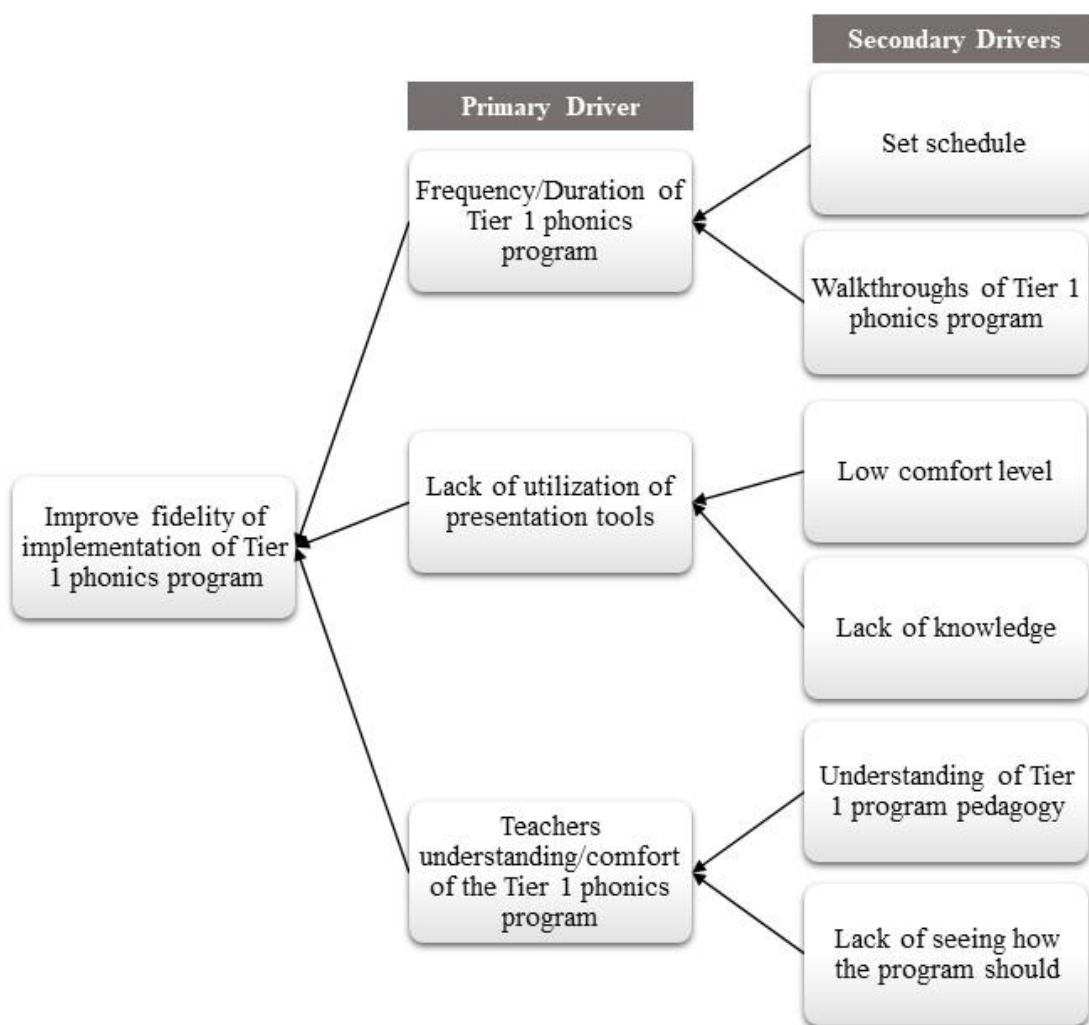 Secondary Drivers
Primary Driver
Set schedule
Frequency/Duration of
Tier 1 phonics
program
Walkthroughs of Tier 1
phonics program
Low comfort level
Lack of utilization of
presentation tools
Improve fidelity of
implementation of Tier
1 phonics program
Lack of knowledge
Understanding of Tier
1 program pedagogy
Teachers
understanding/comfort
of the Tier 1 phonics
program
Lack of seeing how
the program should